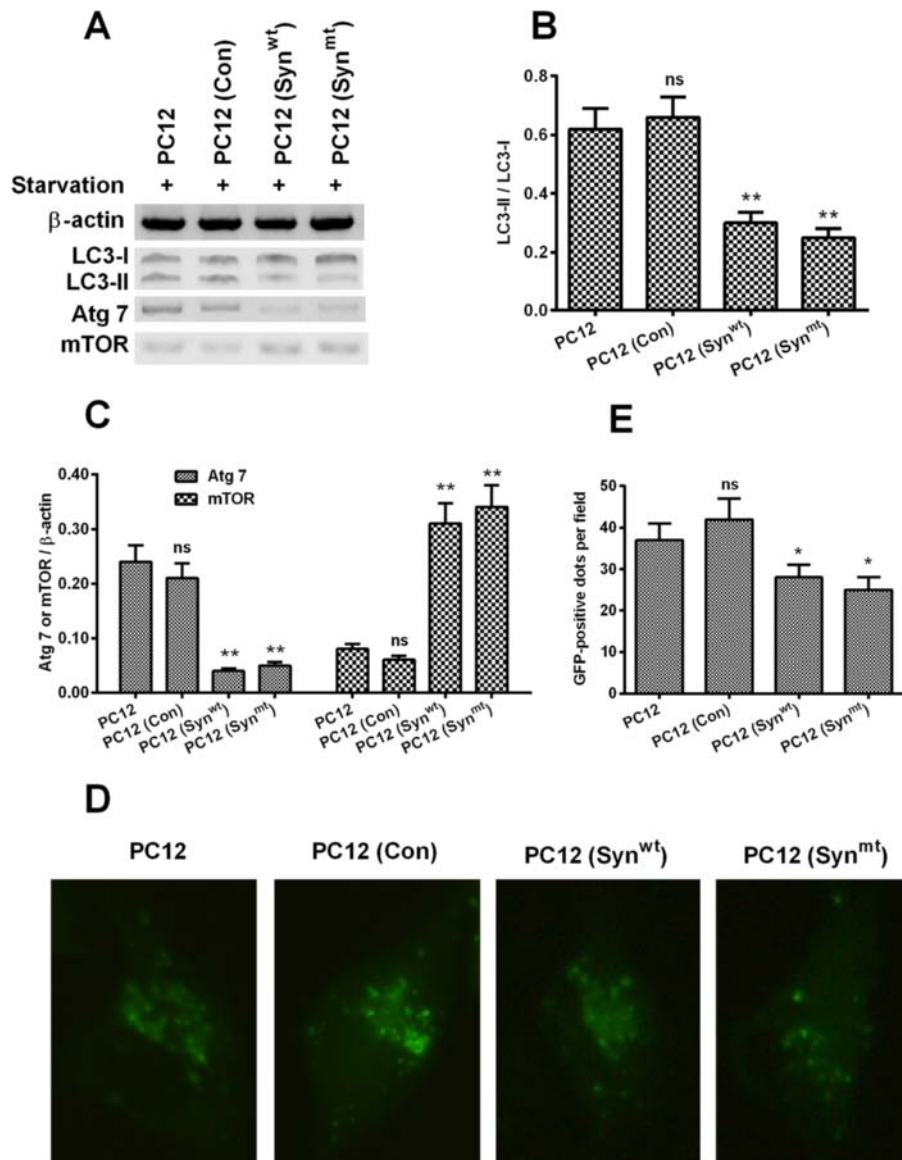 A
PC12
PC12 (Con)
PC12 (Syn^wt)
PC12 (Syn^mt)
Starvation + + + +
β-actin
LC3-I
LC3-II
Atg 7
mTOR
B
LC3-II / LC3-I
0.8
0.6
0.4
0.2
0.0
ns
**
**
PC12
PC12 (Con)
PC12 (Syn^wt)
PC12 (Syn^mt)
C
Atg 7 or mTOR / β-actin
0.40
0.30
0.20
0.10
0.00
Atg 7
mTOR
ns
**
**
ns
**
**
PC12
PC12 (Con)
PC12 (Syn^wt)
PC12 (Syn^mt)
PC12
PC12 (Con)
PC12 (Syn^wt)
PC12 (Syn^mt)
E
GFP-positive dots per field
50
40
30
20
10
0
ns
*
*
PC12
PC12 (Con)
PC12 (Syn^wt)
PC12 (Syn^mt)
D
PC12
PC12 (Con)
PC12 (Syn^wt)
PC12 (Syn^mt)